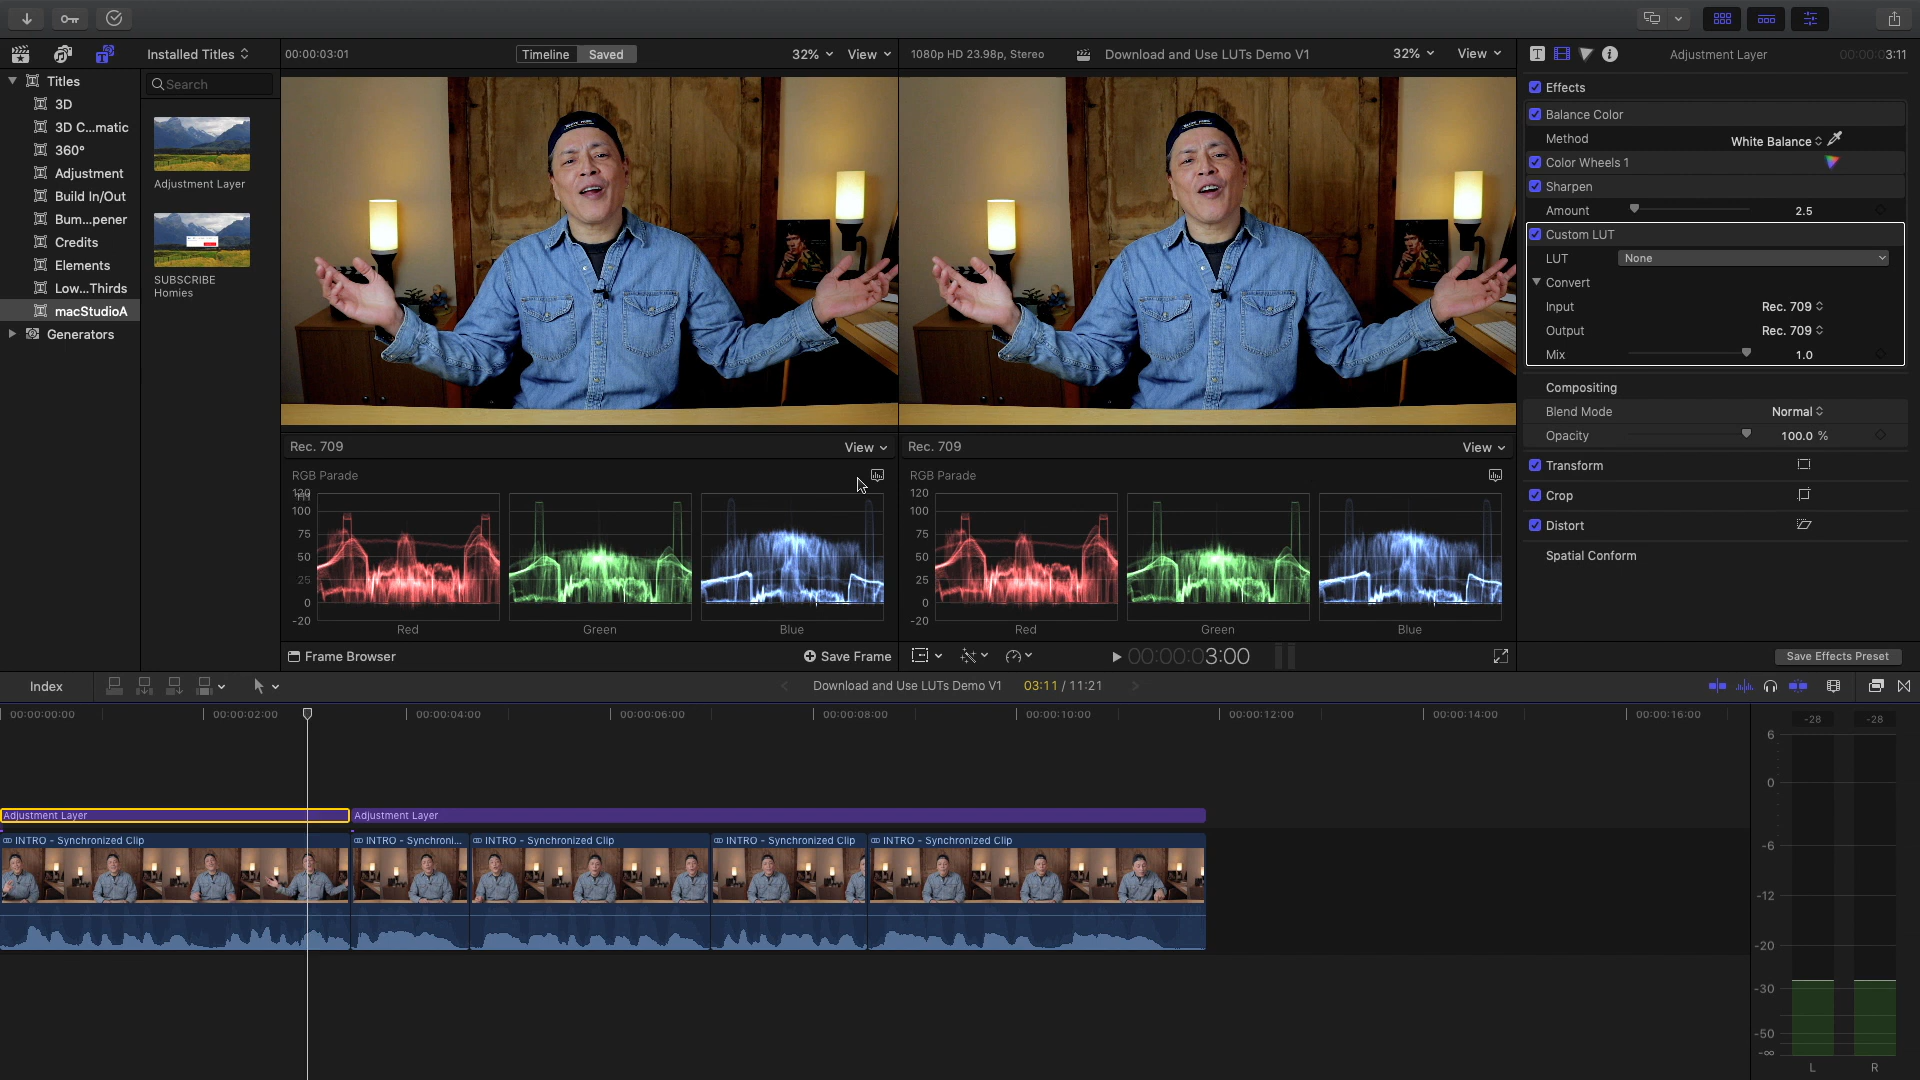 Installed Titles
00:00:03:01
Timeline
Saved
32%
View
1080p HD 23.98p, Stereo
Download and Use LUTs Demo V1
32%
View
Adjustment Layer
00:00:03:11
Titles
3D
3D C...matic
360°
Adjustment
Build In/Out
Bum...pener
Credits
Elements
Low...Thirds
macStudioA
Generators
Search
Adjustment Layer
SUBSCRIBE
Homies
Effects
Balance Color
Method
White Balance
Color Wheels 1
Sharpen
Amount
2.5
Custom LUT
LUT
None
Convert
Input
Rec. 709
Output
Rec. 709
Mix
1.0
Compositing
Blend Mode
Normal
Opacity
100.0 %
Transform
Crop
Distort
Spatial Conform
Save Effects Preset
Rec. 709
View
RGB Parade
120
100
75
50
25
0
-20
Red
Green
Blue
Rec. 709
View
RGB Parade
120
100
75
50
25
0
-20
Red
Green
Blue
Frame Browser
Save Frame
00:00:03:00
Index
Download and Use LUTs Demo V1
03:11 / 11:21
00:00:00:00
00:00:02:00
00:00:04:00
00:00:06:00
00:00:08:00
00:00:10:00
00:00:12:00
00:00:14:00
00:00:16:00
Adjustment Layer
Adjustment Layer
INTRO - Synchronized Clip
INTRO - Synchroni...
INTRO - Synchronized Clip
INTRO - Synchronized Clip
INTRO - Synchronized Clip
-28
-28
6
0
-6
-12
-20
-30
-50
-∞
L
R